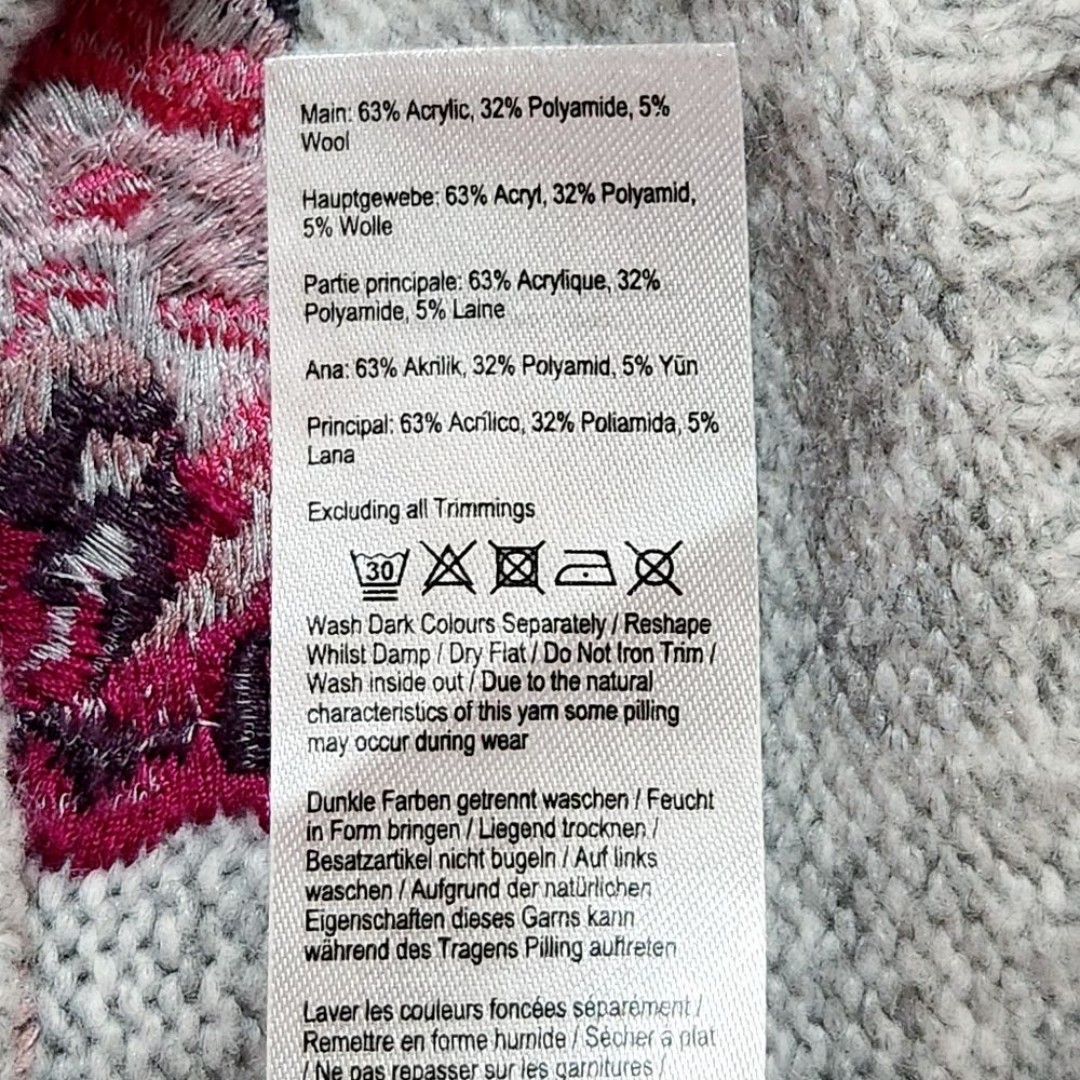 Main: 63% Acrylic, 32% Polyamide, 5%
Wool
Hauptgewebe: 63% Acryl, 32% Polyamid,
5% Wolle
Partie principale: 63% Acrylique, 32%
Polyamide, 5% Laine
Ana: 63% Akrilik, 32% Polyamid, 5% Yün
Principal: 63% Acrílico, 32% Poliamida, 5%
Lana
Excluding all Trimmings
30
Wash Dark Colours Separately / Reshape
Whilst Damp / Dry Flat / Do Not Iron Trim /
Wash inside out / Due to the natural
characteristics of this yarn some pilling
may occur during wear
Dunkle Farben getrennt waschen / Feucht
in Form bringen / Liegend trocknen /
Besatzartikel nicht bugeln / Auf links
waschen / Aufgrund der natürlichen
Eigenschaften dieses Garns kann
während des Tragens Pilling auftreten
Laver les couleurs foncées séparément /
Remettre en forme humide / Sécher à plat
/ Ne pas repasser sur les garnitures /